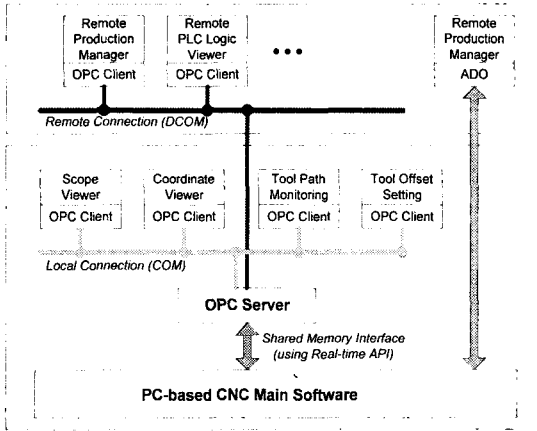 Remote
Production
Manager
OPC Client
Remote
PLC Logic
Viewer
OPC Client
Remote
Production
Manager
ADO
Remote Connection (DCOM)
Scope
Viewer
OPC Client
Coordinate
Viewer
OPC Client
Tool Path
Monitoring
OPC Client
Tool Offset
Setting
OPC Client
Local Connection (COM)
OPC Server
Shared Memory Interface
(using Real-time API)
PC-based CNC Main Software